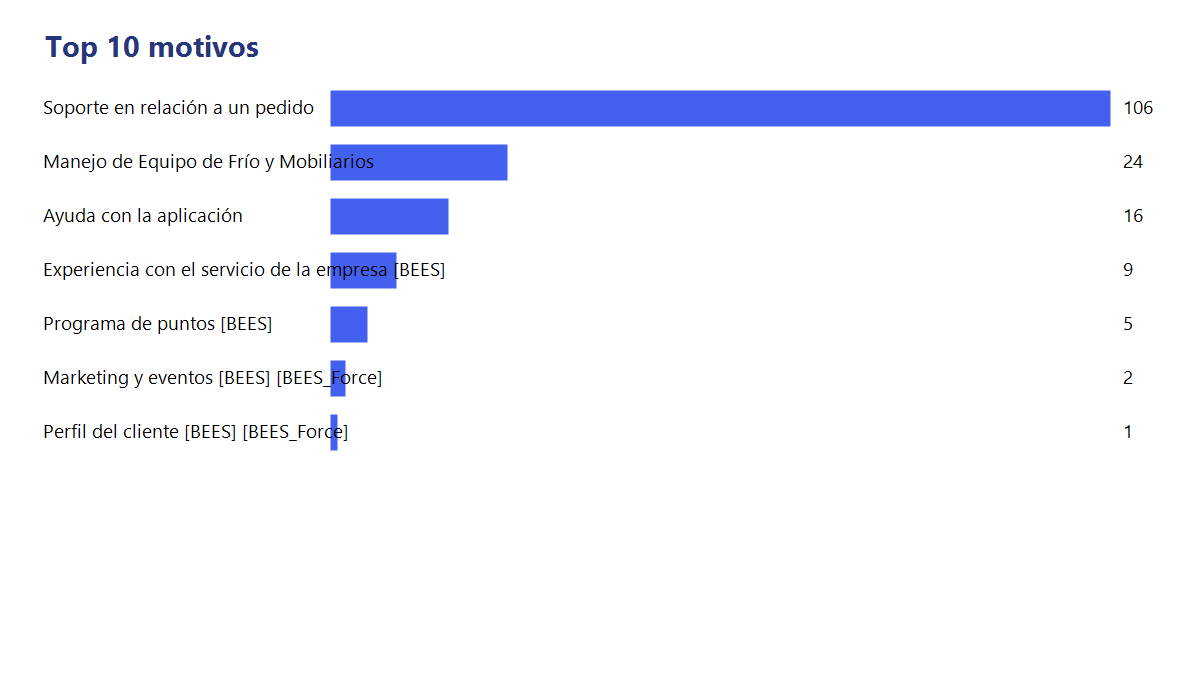 Top 10 motivos
Soporte en relación a un pedido 106
Manejo de Equipo de Frío y Mobiliarios 24
Ayuda con la aplicación 16
Experiencia con el servicio de la empresa [BEES] 9
Programa de puntos [BEES] 5
Marketing y eventos [BEES] [BEES_Force] 2
Perfil del cliente [BEES] [BEES_Force] 1